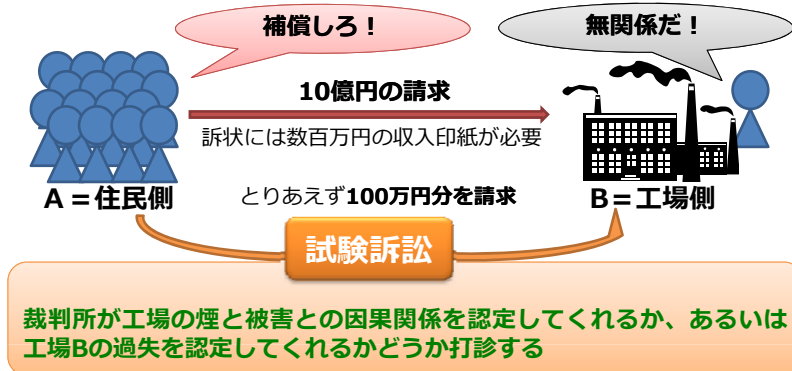 補償しろ！
無関係だ！
10億円の請求
訴状には数百万円の収入印紙が必要
A＝住民側
とりあえず100万円分を請求
B＝工場側
試験訴訟
裁判所が工場の煙と被害との因果関係を認定してくれるか、あるいは
工場Bの過失を認定してくれるかどうか打診する